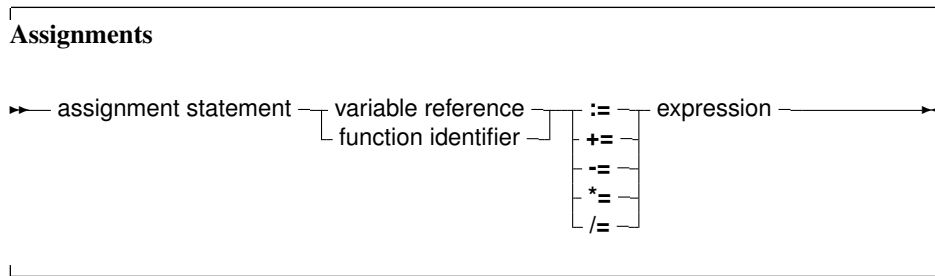 Assignments
assignment statement variable reference := expression
function identifier +=
-=
*=
/=